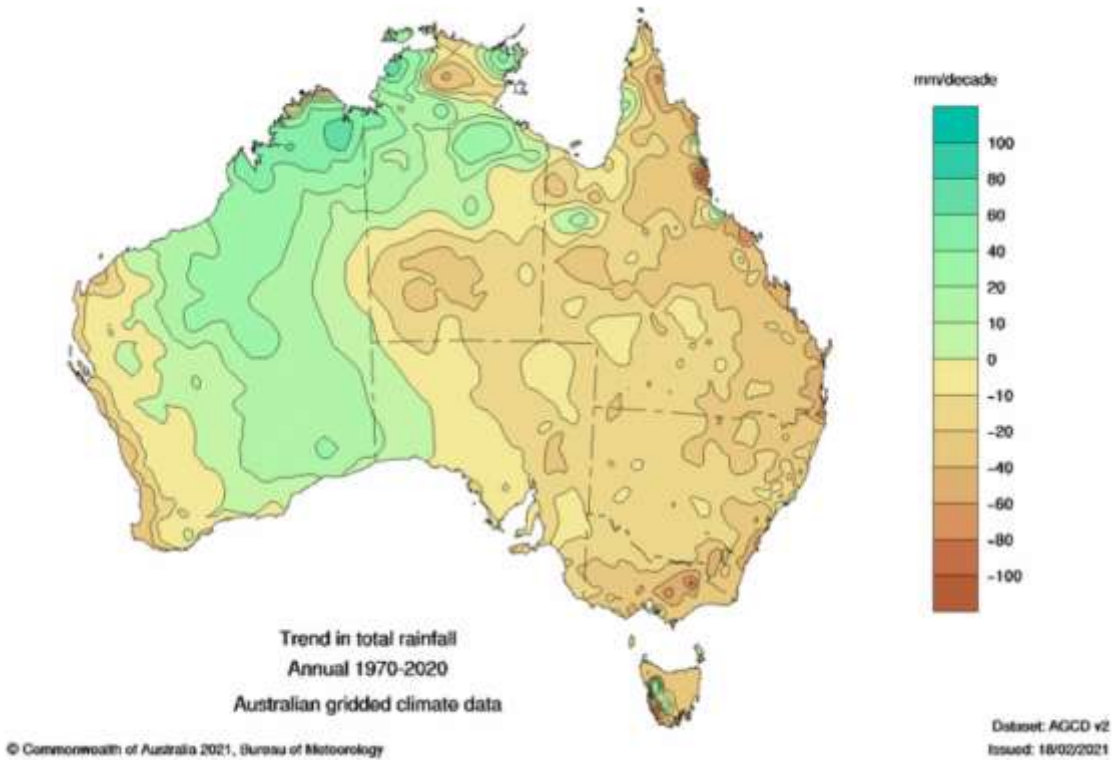 mm/decade
100
80
60
40
20
10
0
-10
-20
-40
-60
-80
-100
Trend in total rainfall
Annual 1970-2020
Australian gridded climate data
© Commonwealth of Australia 2021, Bureau of Meteorology
Dataset: AGCD v2
Issued: 18/02/2021